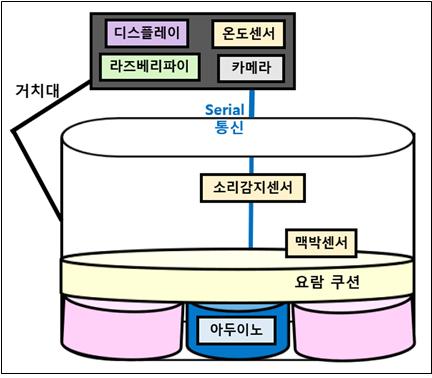 디스플레이
온도센서
라즈베리파이
카메라
거치대
Serial
통신
소리감지센서
맥박센서
요람 쿠션
아두이노